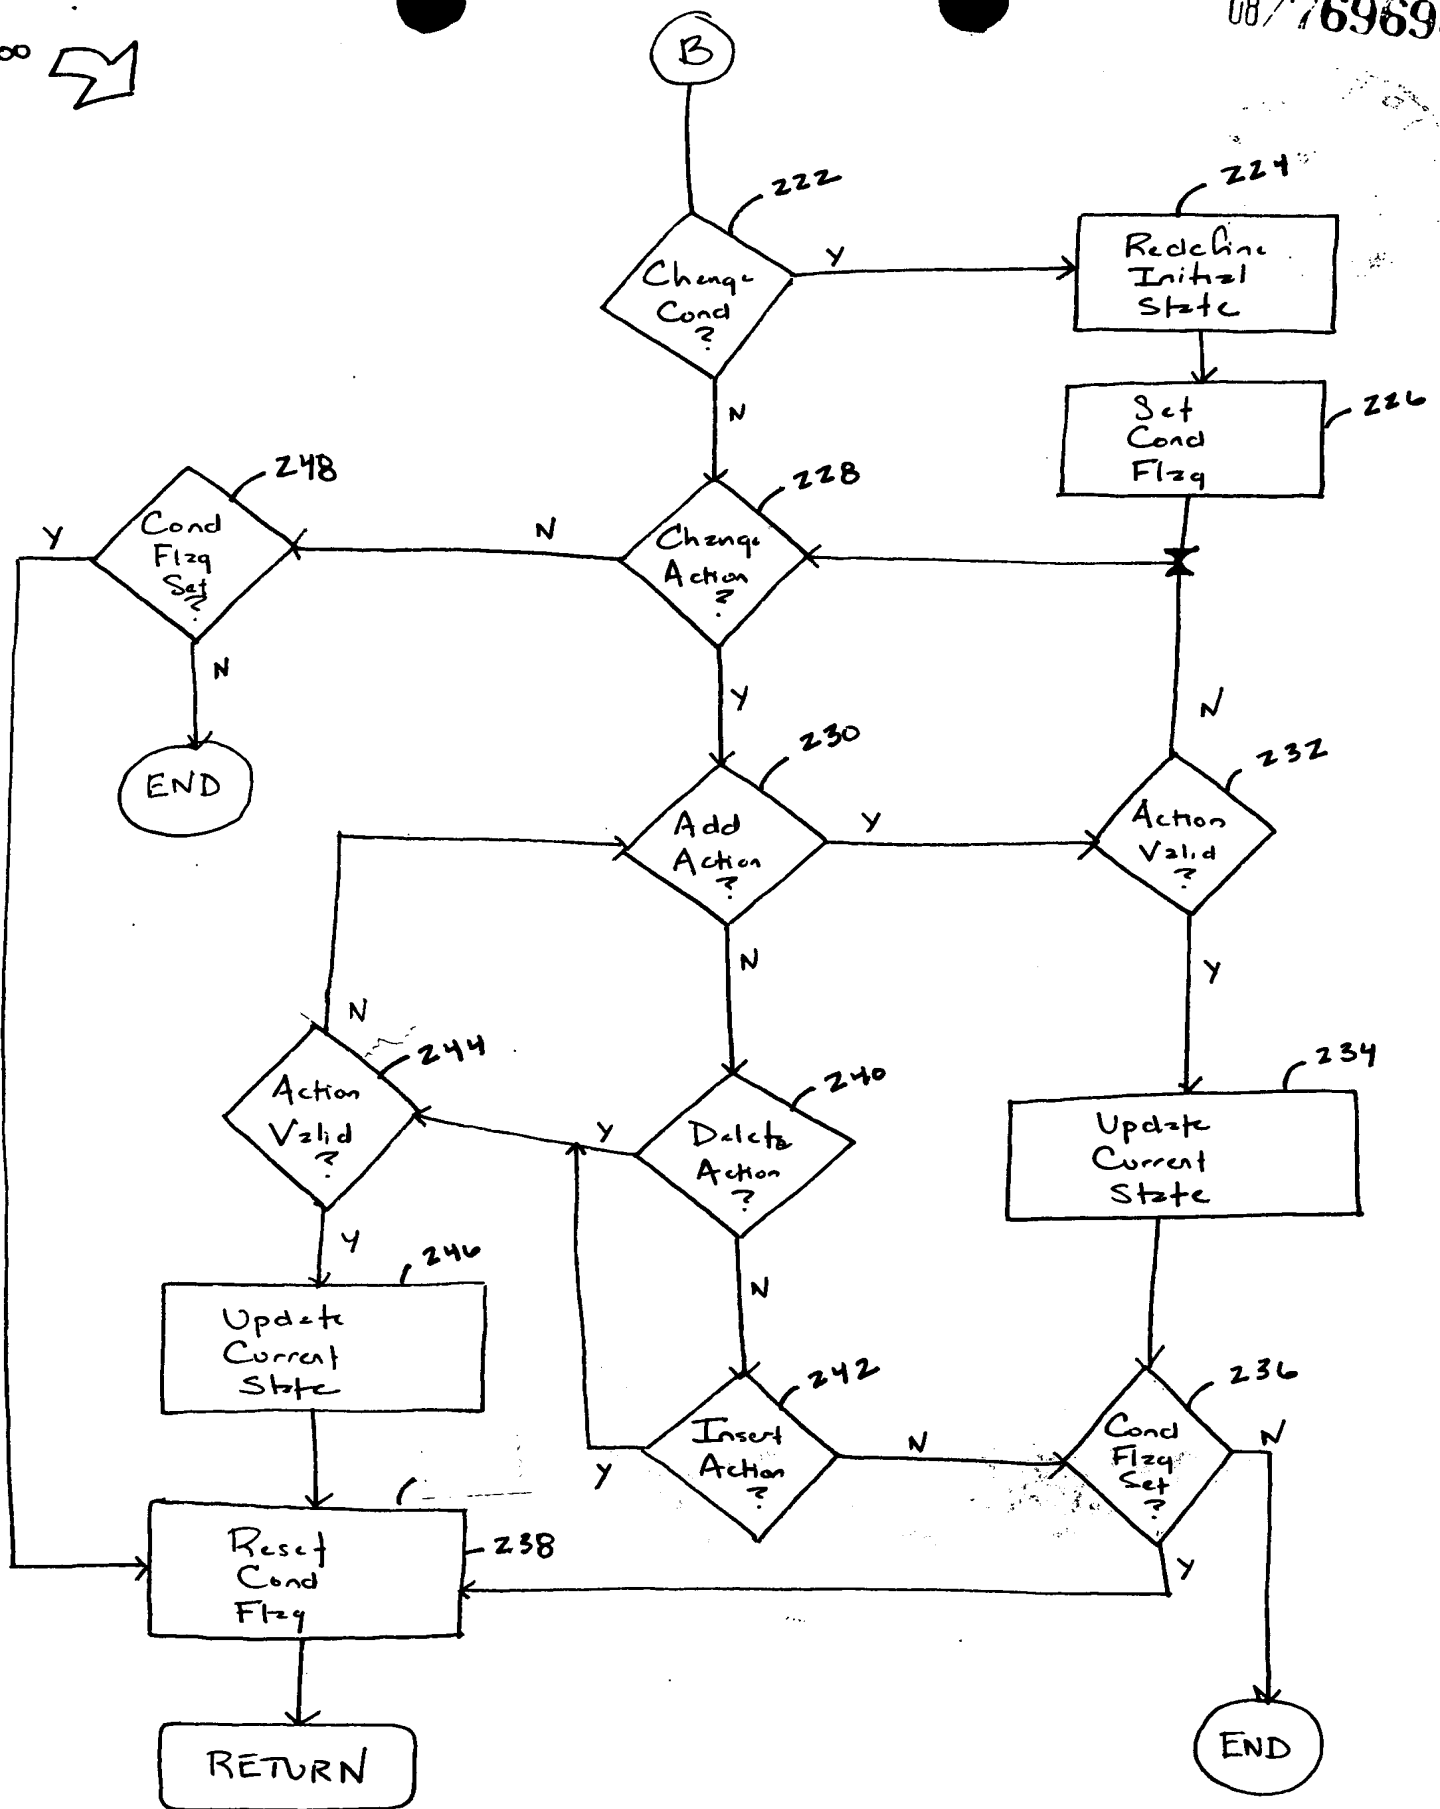 08/76969
8
B
222
224
Change
Cond
?
Y
Redefine
Initial
State
N
Set
Cond
Flag
226
248
228
Y
Cond
Flag
Set
?
N
Change
Action
?
N
Y
N
END
230
232
Add
Action
?
Y
Action
Valid
?
N
Y
N
244
240
234
Action
Valid
?
Y
Delete
Action
?
Update
Current
State
Y
246
N
Update
Current
State
242
236
Insert
Action
?
Y
N
Cond
Flag
Set
?
N
Reset
Cond
Flag
238
Y
RETURN
END